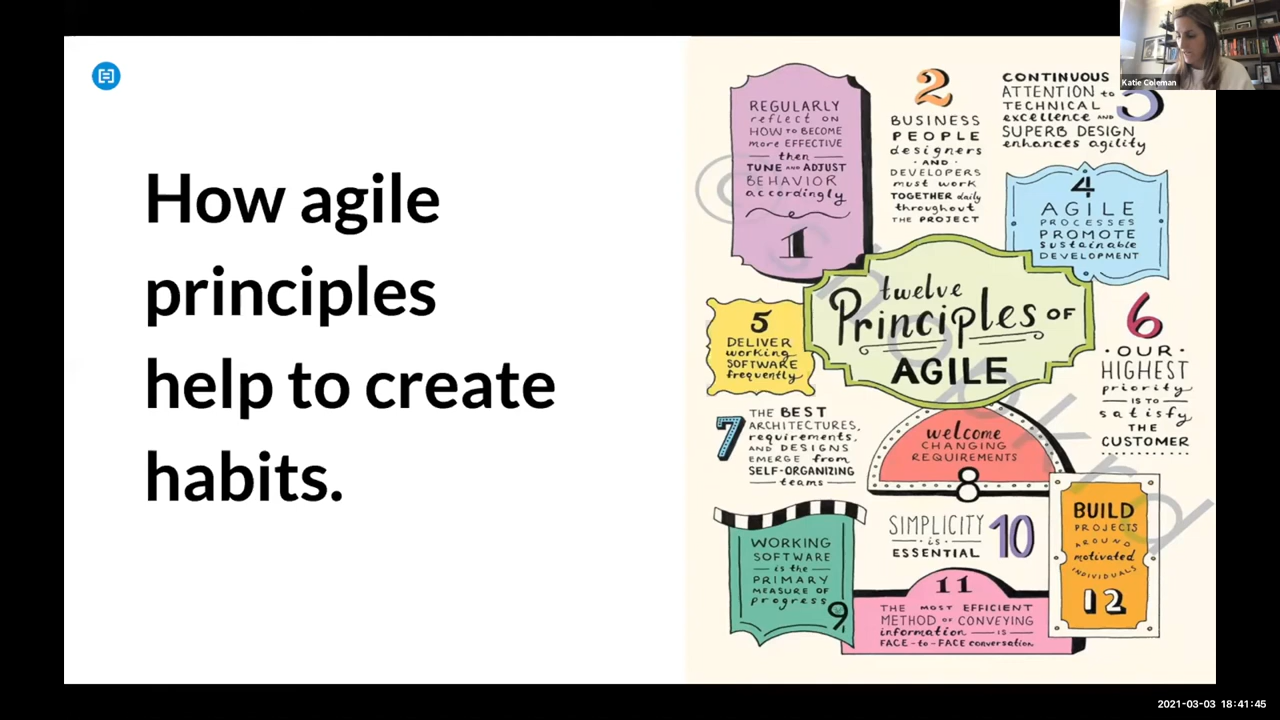 How agile
principles
help to create
habits.
REGULARLY
reflect ON
HOW TO BECOME
more EFFECTIVE
then
TUNE AND ADJUST
BEHAVIOR
accordingly
1
2
BUSINESS
PEOPLE
designers
AND
DEVELOPERS
must work
TOGETHER daily
throughout
THE PROJECT
CONTINUOUS
ATTENTION to
TECHNICAL
excellence AND
SUPERB DESIGN
enhances agility
3
4
AGILE
PROCESSES
PROMOTE
sustainable
DEVELOPMENT
twelve
Principles OF
AGILE
5
DELIVER
working
SOFTWARE
frequently
6
OUR
HIGHEST
priority
IS TO
satisfy
THE
CUSTOMER
7
THE BEST
ARCHITECTURES,
requirements,
AND DESIGNS
EMERGE from
SELF-ORGANIZING
teams
welcome
CHANGING
REQUIREMENTS
8
WORKING
SOFTWARE
is the
PRIMARY
MEASURE OF
progress
9
SIMPLICITY
is
ESSENTIAL
10
11
THE MOST EFFICIENT
METHOD OF CONVEYING
information IS
FACE-to-FACE conversation
BUILD
PROJECTS
AROUND
motivated
INDIVIDUALS
12
Katie Coleman
2021-03-03 18:41:45